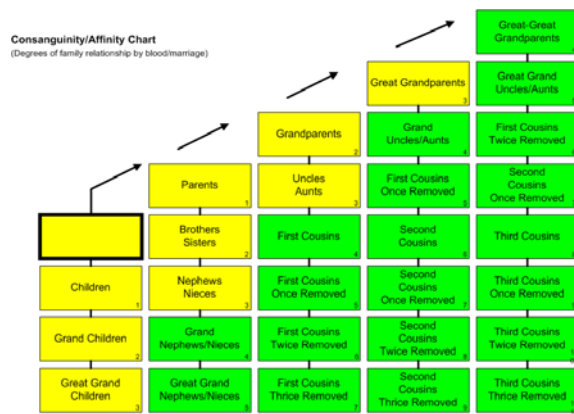 Consanguinity/Affinity Chart
(Degrees of family relationship by blood/marriage)
Children
1
Grand Children
2
Great Grand
Children
3
Parents
1
Brothers
Sisters
2
Nephews
Nieces
3
Grand
Nephews/Nieces
4
Great Grand
Nephews/Nieces
5
Grandparents
2
Uncles
Aunts
3
First Cousins
4
First Cousins
Once Removed
5
First Cousins
Twice Removed
6
First Cousins
Thrice Removed
7
Great Grandparents
3
Grand
Uncles/Aunts
4
First Cousins
Once Removed
5
Second
Cousins
6
Second
Cousins
Once Removed
7
Second
Cousins
Twice Removed
8
Second
Cousins
Thrice Removed
9
Great-Great
Grandparents
Great Grand
Uncles/Aunts
First Cousins
Twice Removed
Second
Cousins
Once Removed
Third Cousins
Third Cousins
Once Removed
Third Cousins
Twice Removed
Third Cousins
Thrice Removed